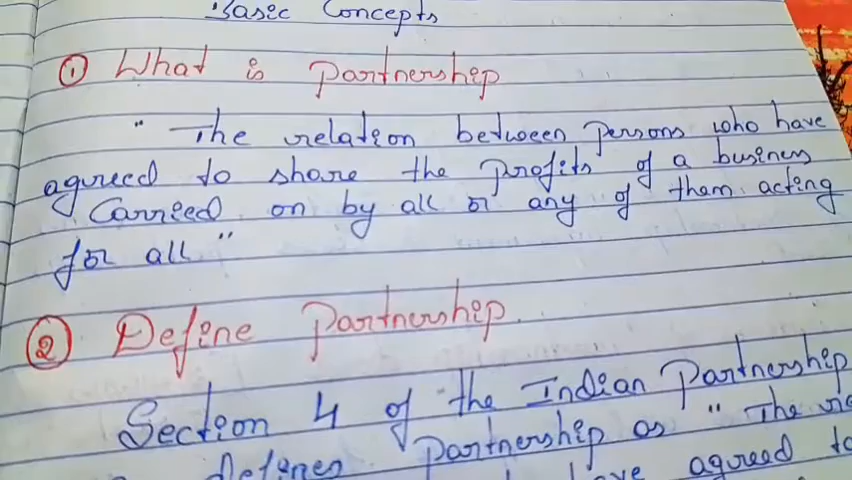 Basic Concepts
① What is Partnership
" The relation between persons who have
agreed to share the profits of a business
Carried on by all or any of them acting
for all "
② Define Partnership
Section 4 of the Indian Partnership
defines Partnership as " The
agreed to